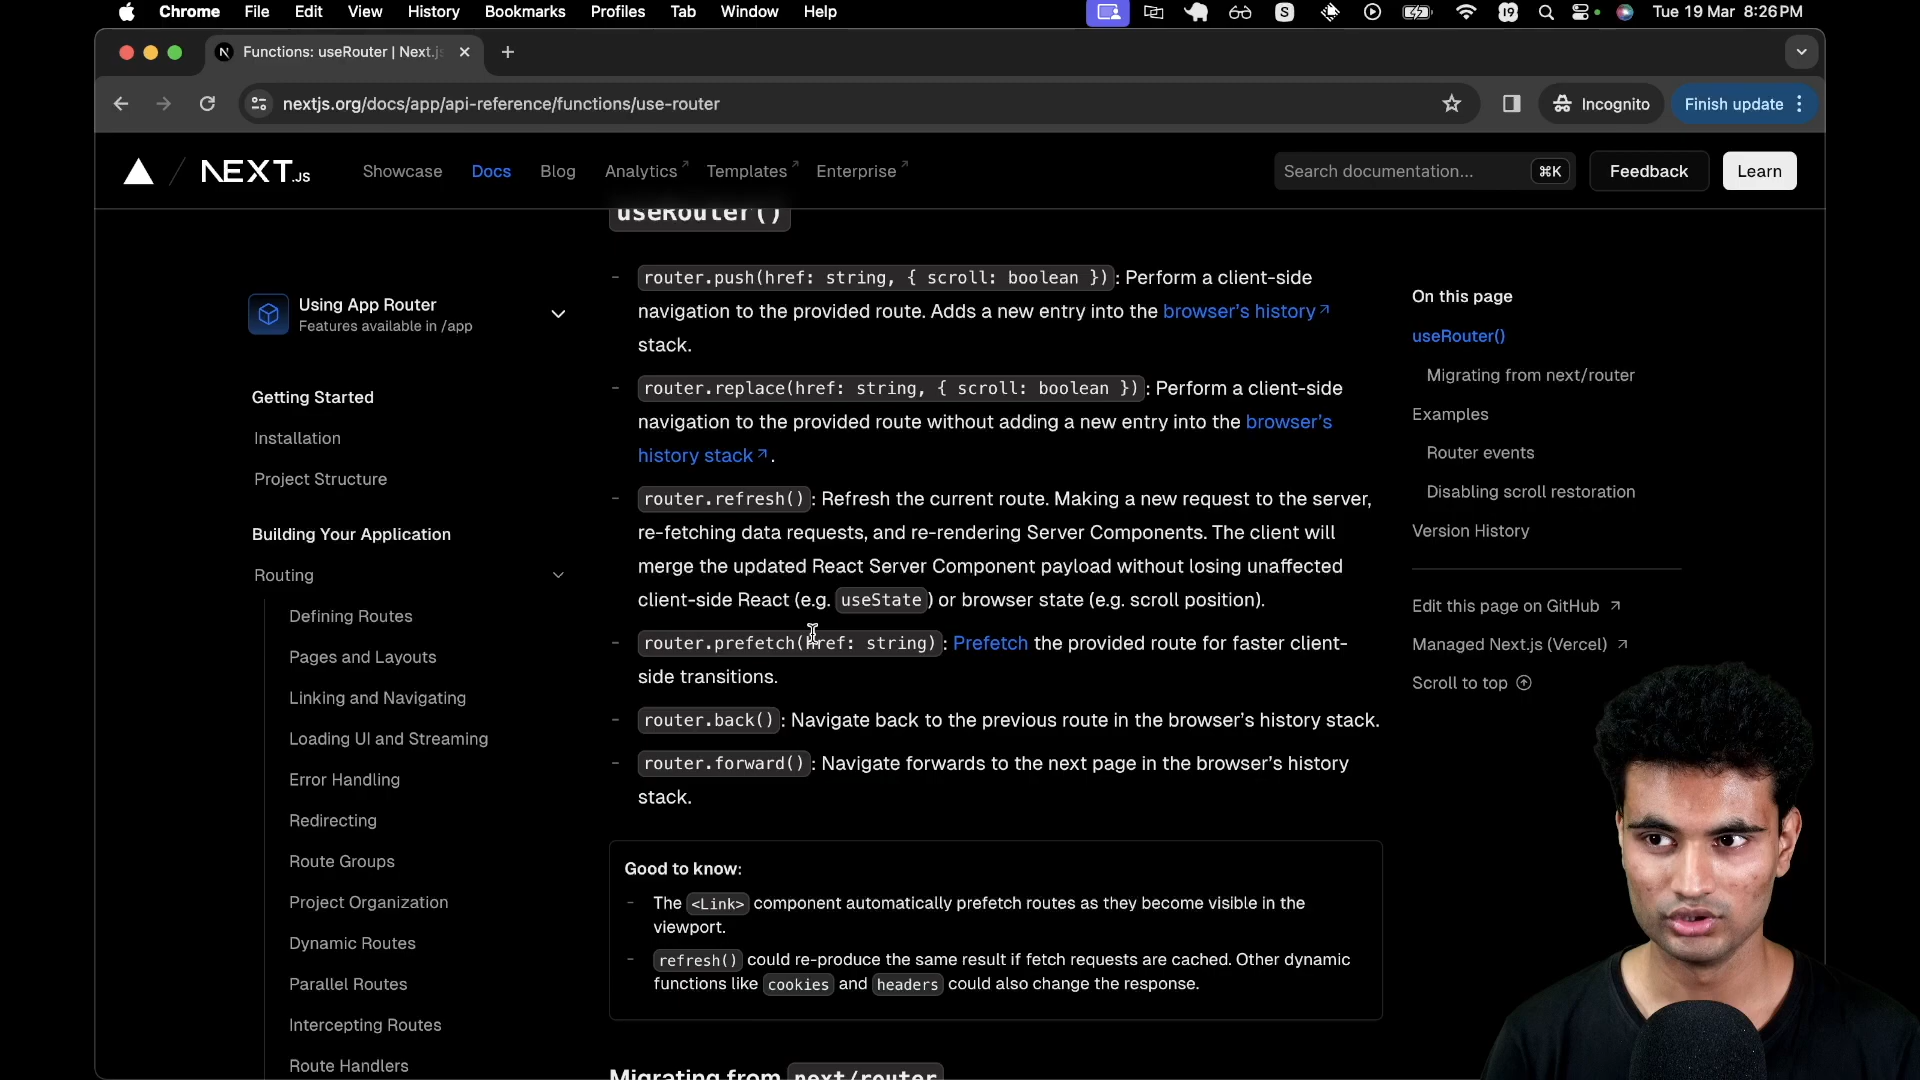 Chrome File Edit View History Bookmarks Profiles Tab Window Help S 19 Tue 19 Mar 8:26 PM
N Functions: useRouter | Next.js
nextjs.org/docs/app/api-reference/functions/use-router Incognito Finish update
NEXT.JS Showcase Docs Blog Analytics Templates Enterprise Search documentation... ⌘K Feedback Learn
useRouter()
Using App Router
Features available in /app
Getting Started
Installation
Project Structure
Building Your Application
Routing
Defining Routes
Pages and Layouts
Linking and Navigating
Loading UI and Streaming
Error Handling
Redirecting
Route Groups
Project Organization
Dynamic Routes
Parallel Routes
Intercepting Routes
Route Handlers
- router.push(href: string, { scroll: boolean }): Perform a client-side
navigation to the provided route. Adds a new entry into the browser's history
stack.
- router.replace(href: string, { scroll: boolean }): Perform a client-side
navigation to the provided route without adding a new entry into the browser's
history stack.
- router.refresh(): Refresh the current route. Making a new request to the server,
re-fetching data requests, and re-rendering Server Components. The client will
merge the updated React Server Component payload without losing unaffected
client-side React (e.g. useState) or browser state (e.g. scroll position).
- router.prefetch(href: string): Prefetch the provided route for faster client-
side transitions.
- router.back(): Navigate back to the previous route in the browser's history stack.
- router.forward(): Navigate forwards to the next page in the browser's history
stack.
Good to know:
- The <Link> component automatically prefetch routes as they become visible in the
viewport.
- refresh() could re-produce the same result if fetch requests are cached. Other dynamic
functions like cookies and headers could also change the response.
Migrating from next/router
On this page
useRouter()
Migrating from next/router
Examples
Router events
Disabling scroll restoration
Version History
Edit this page on GitHub
Managed Next.js (Vercel)
Scroll to top